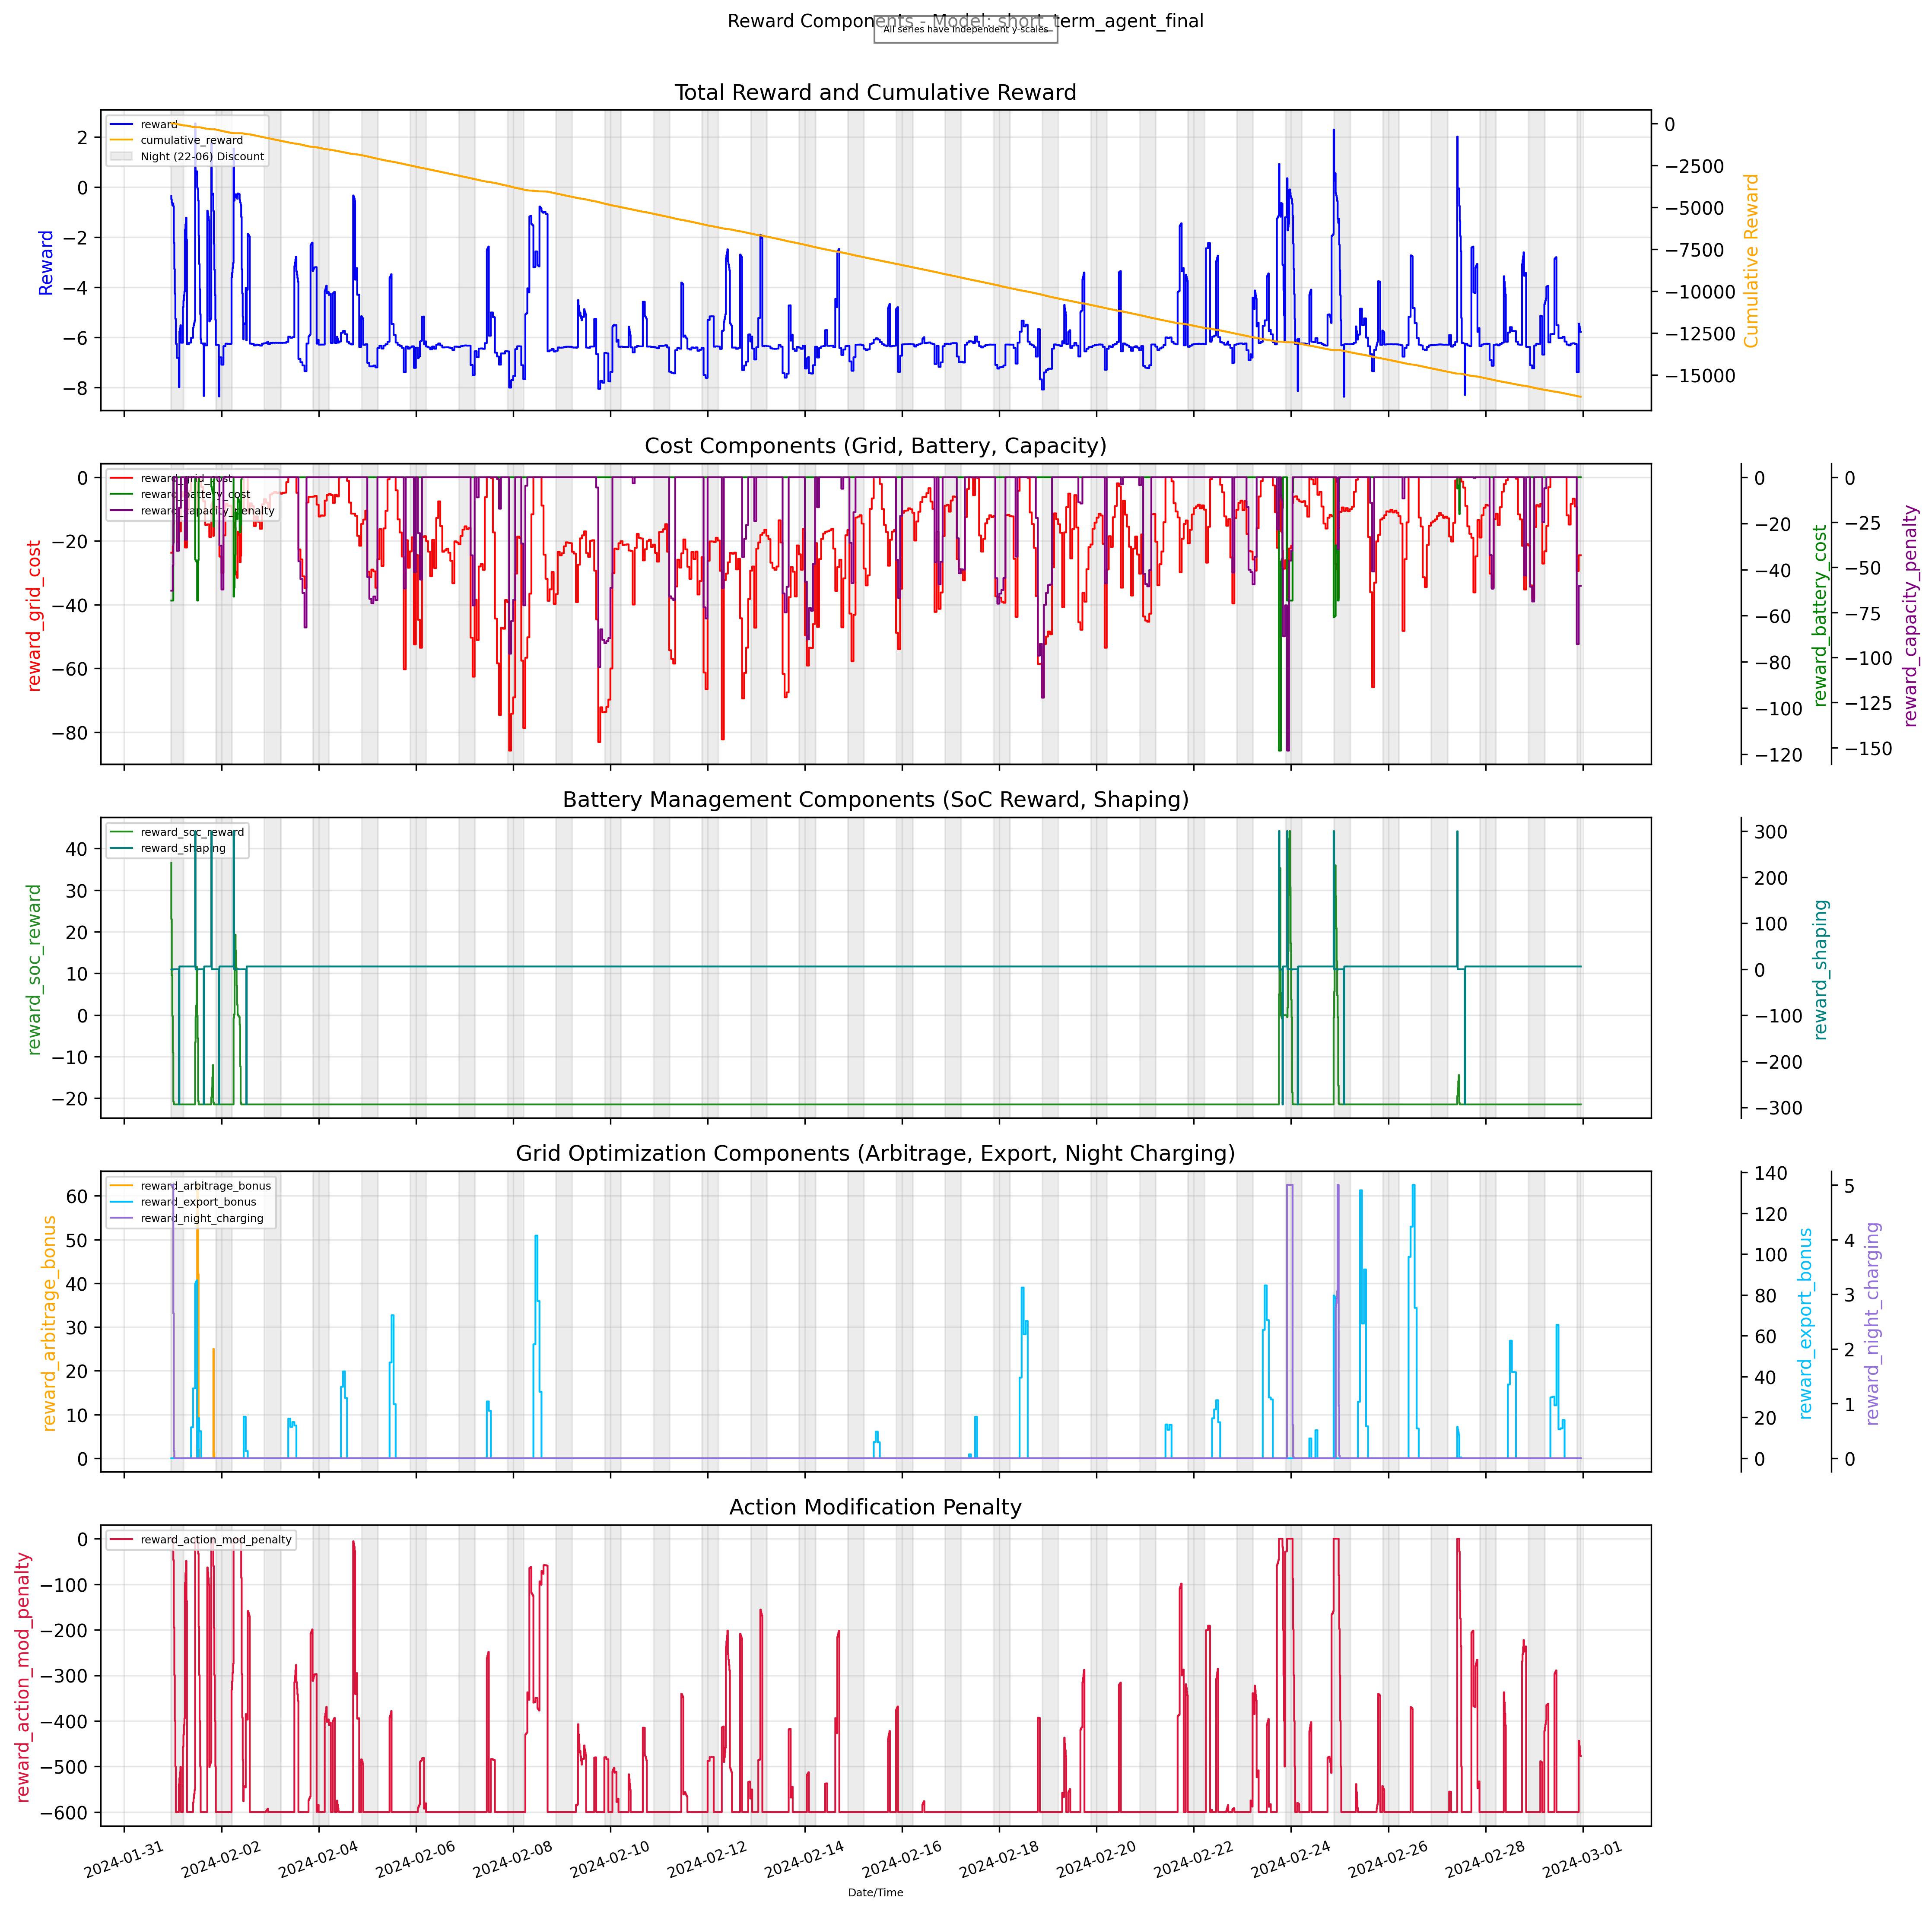 Reward Components - Model: short_term_agent_final
All series have independent y-scales
Total Reward and Cumulative Reward
reward
cumulative_reward
Night (22-06) Discount
Reward
2
0
−2
−4
−6
−8
0
−2500
−5000
−7500
−10000
−12500
−15000
Cumulative Reward
Cost Components (Grid, Battery, Capacity)
reward_grid_cost
reward_battery_cost
reward_capacity_penalty
reward_grid_cost
0
−20
−40
−60
−80
0
−20
−40
−60
−80
−100
−120
reward_battery_cost
0
−25
−50
−75
−100
−125
−150
reward_capacity_penalty
Battery Management Components (SoC Reward, Shaping)
reward_soc_reward
reward_shaping
reward_soc_reward
40
30
20
10
0
−10
−20
300
200
100
0
−100
−200
−300
reward_shaping
Grid Optimization Components (Arbitrage, Export, Night Charging)
reward_arbitrage_bonus
reward_export_bonus
reward_night_charging
reward_arbitrage_bonus
60
50
40
30
20
10
0
140
120
100
80
60
40
20
0
reward_export_bonus
5
4
3
2
1
0
reward_night_charging
Action Modification Penalty
reward_action_mod_penalty
reward_action_mod_penalty
0
−100
−200
−300
−400
−500
−600
2024-01-31
2024-02-02
2024-02-04
2024-02-06
2024-02-08
2024-02-10
2024-02-12
2024-02-14
2024-02-16
2024-02-18
2024-02-20
2024-02-22
2024-02-24
2024-02-26
2024-02-28
2024-03-01
Date/Time